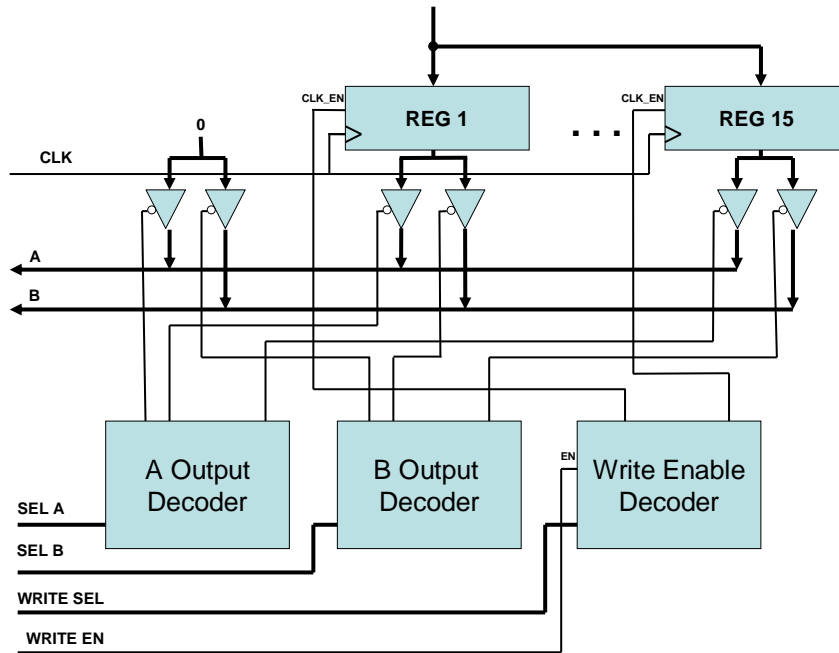 CLK_EN
REG 1
CLK_EN
REG 15
. . .
0
CLK
A
B
A Output
Decoder
B Output
Decoder
EN
Write Enable
Decoder
SEL A
SEL B
WRITE SEL
WRITE EN